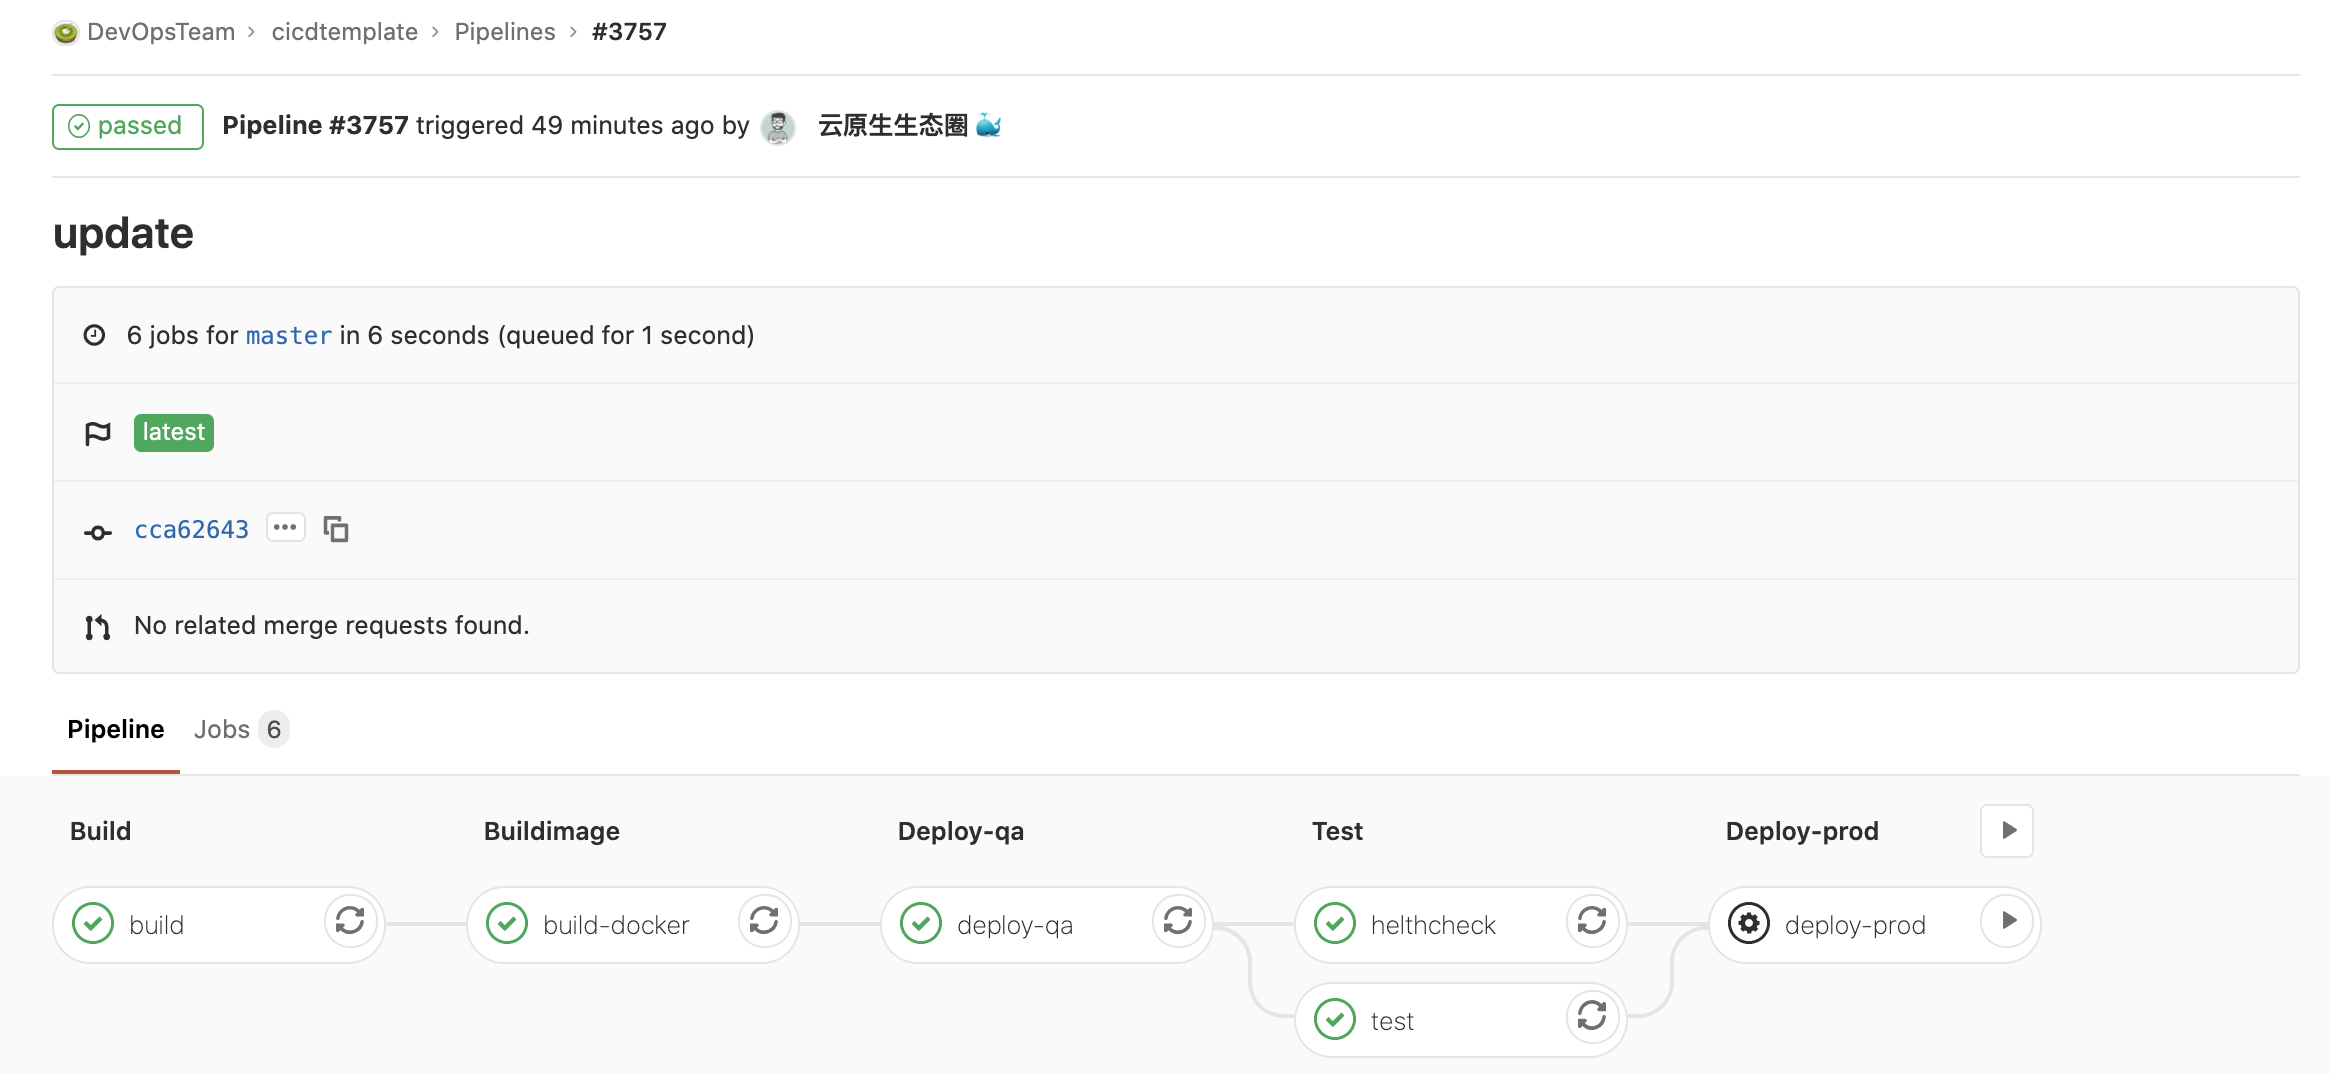 DevOpsTeam › cicdtemplate › Pipelines › #3757
passed Pipeline #3757 triggered 49 minutes ago by 云原生生态圈 🐳
update
6 jobs for master in 6 seconds (queued for 1 second)
latest
cca62643 •••
No related merge requests found.
Pipeline Jobs 6
Build Buildimage Deploy-qa Test Deploy-prod
build build-docker deploy-qa helthcheck deploy-prod
test